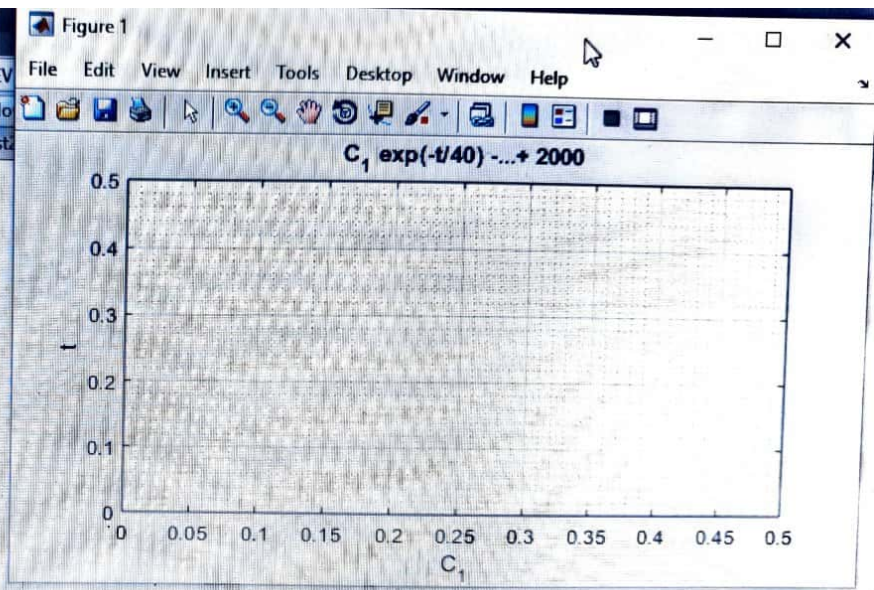 Figure 1
File Edit View Insert Tools Desktop Window Help
C₁ exp(-t/40) -...+ 2000
0.5
0.4
0.3
t
0.2
0.1
0
0 0.05 0.1 0.15 0.2 0.25 0.3 0.35 0.4 0.45 0.5
C₁